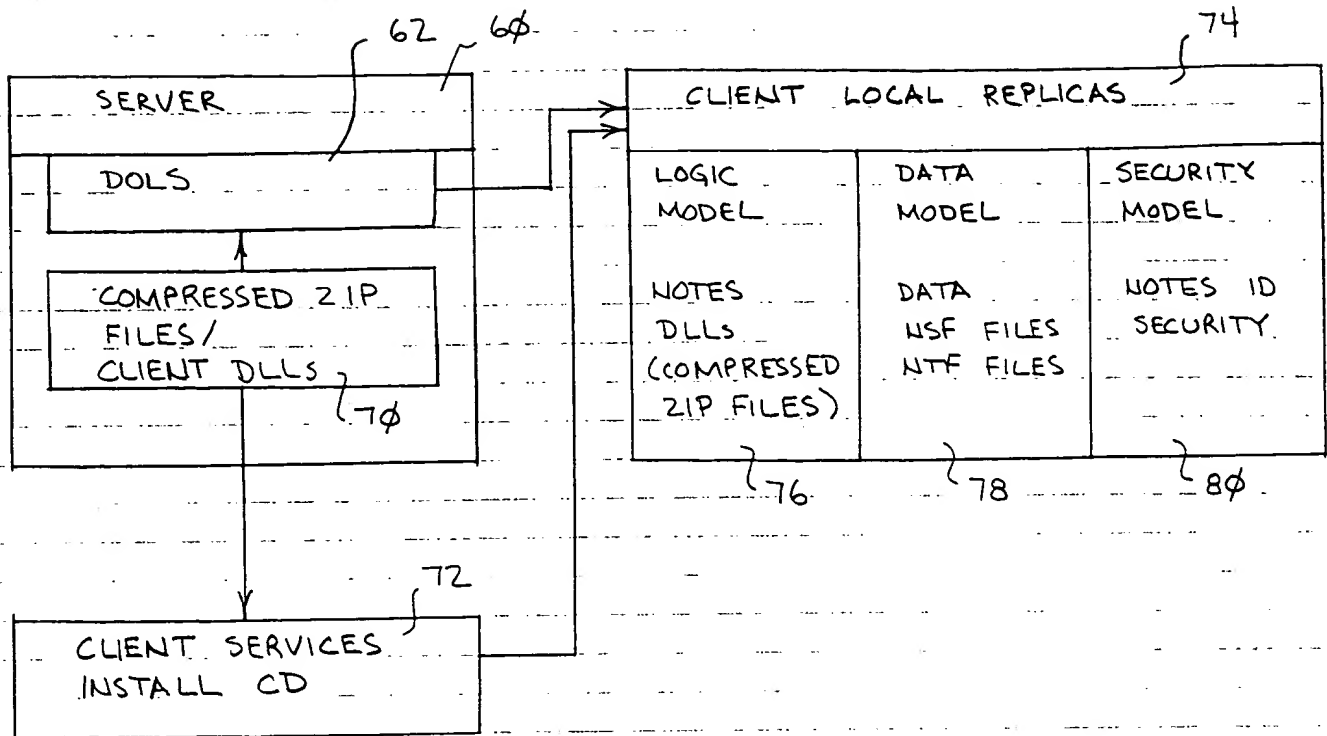 62
60
SERVER
DOLS
COMPRESSED ZIP
FILES/
CLIENT DLLS
70
72
CLIENT SERVICES
INSTALL CD
74
CLIENT LOCAL REPLICAS
LOGIC
MODEL
NOTES
DLLS
(COMPRESSED
ZIP FILES)
76
DATA
MODEL
DATA
NSF FILES
NTF FILES
78
SECURITY
MODEL
NOTES ID
SECURITY
80